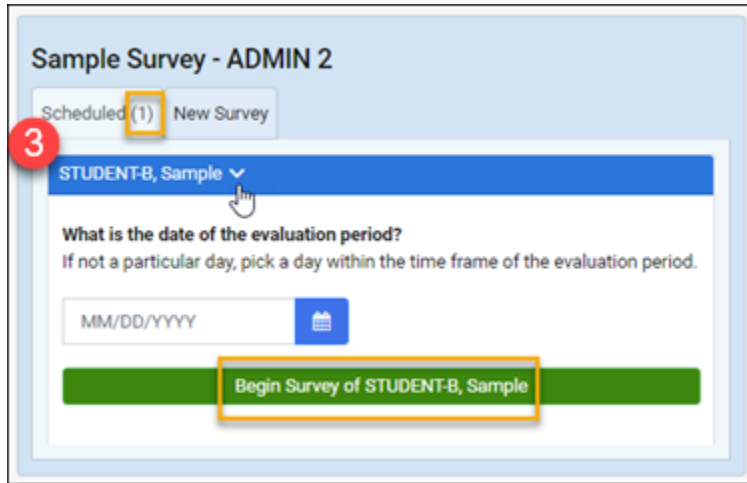 Sample Survey - ADMIN 2
Scheduled (1) New Survey
3
STUDENT-B, Sample
What is the date of the evaluation period?
If not a particular day, pick a day within the time frame of the evaluation period.
MM/DD/YYYY
Begin Survey of STUDENT-B, Sample